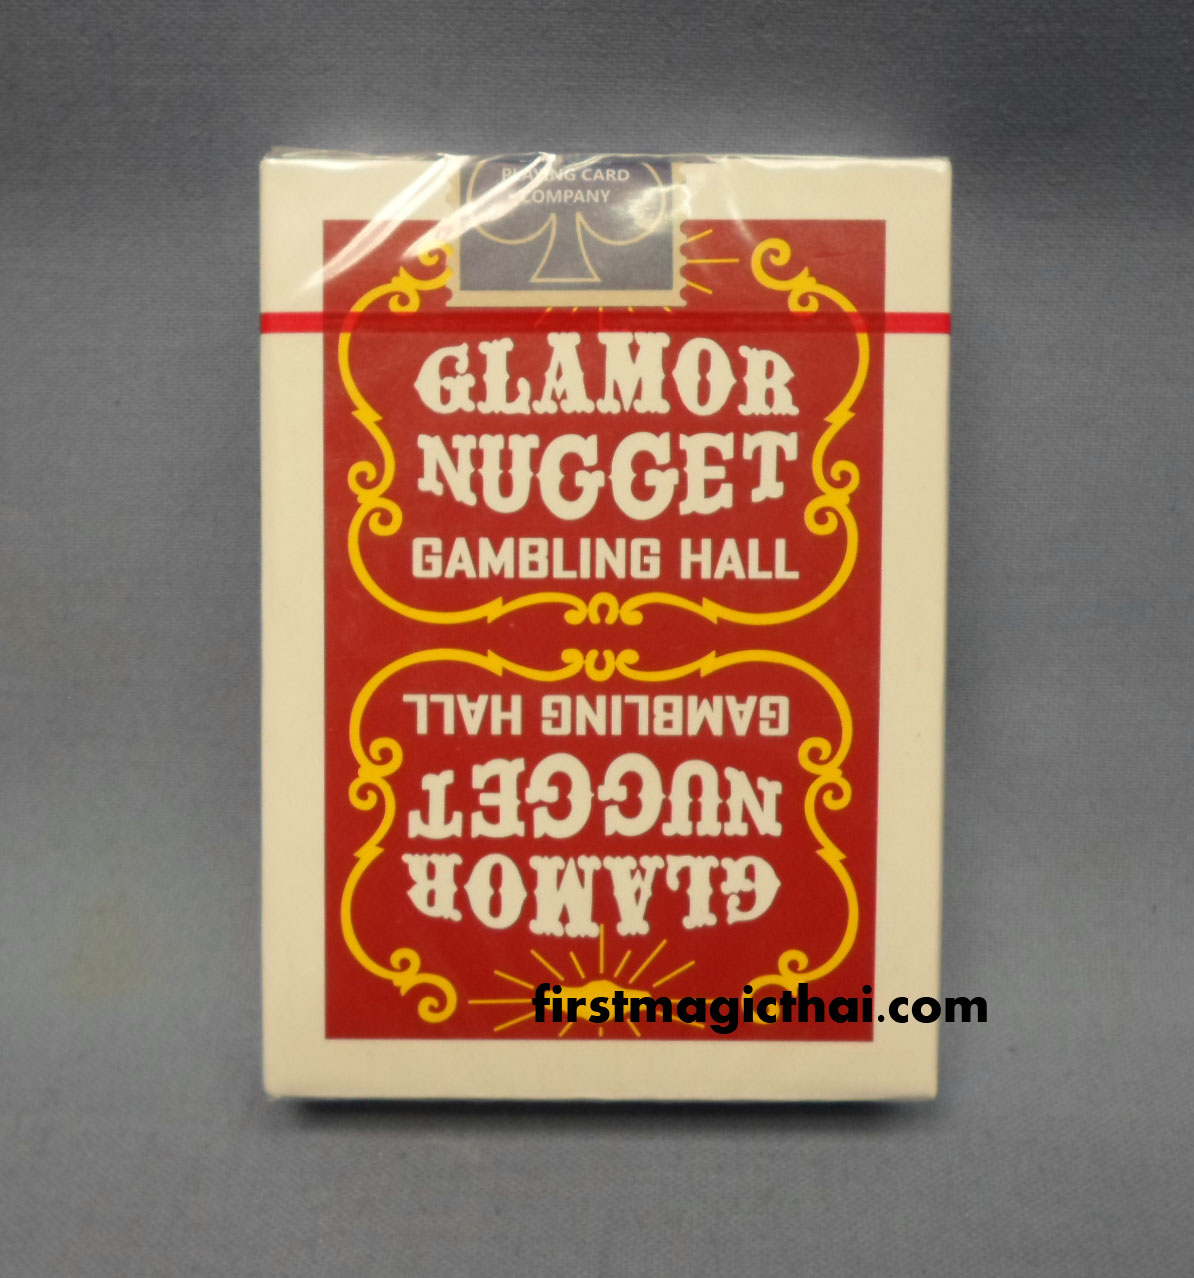 PLAYING CARD
COMPANY
GLAMOR
NUGGET
GAMBLING HALL
GAMBLING HALL
NUGGET
GLAMOR
firstmagicthai.com